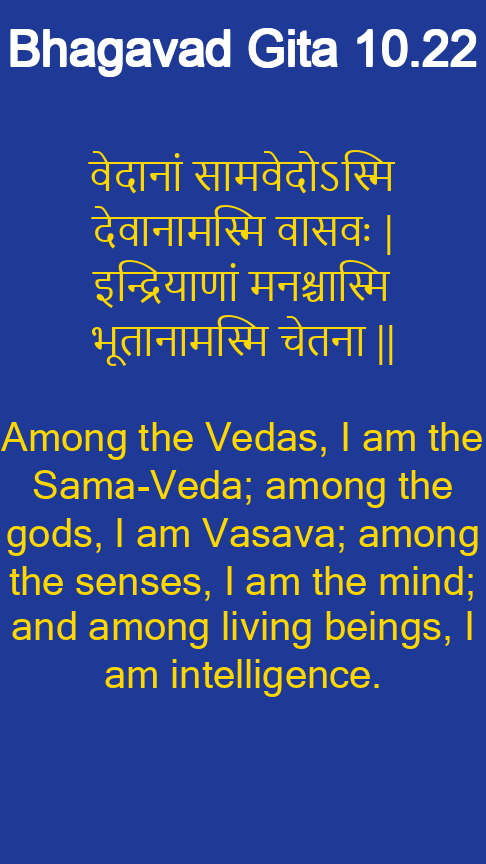 Bhagavad Gita 10.22
वेदानां सामवेदोऽस्मि
देवानामस्मि वासवः |
इन्द्रियाणां मनश्चास्मि
भूतानामस्मि चेतना ||
Among the Vedas, I am the
Sama-Veda; among the
gods, I am Vasava; among
the senses, I am the mind;
and among living beings, I
am intelligence.